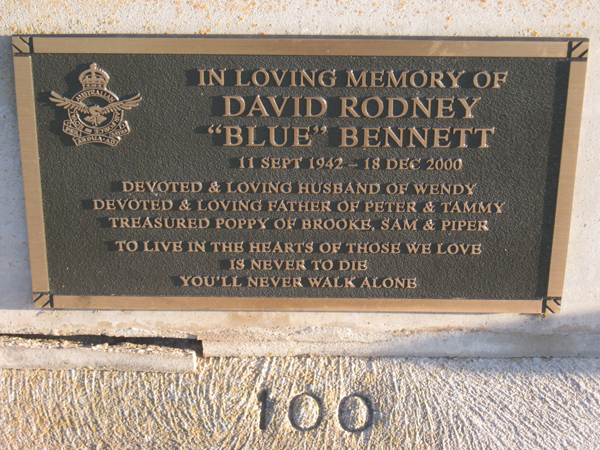 IN LOVING MEMORY OF
DAVID RODNEY
"BLUE" BENNETT
11 SEPT 1942 – 18 DEC 2000
DEVOTED & LOVING HUSBAND OF WENDY
DEVOTED & LOVING FATHER OF PETER & TAMMY
TREASURED POPPY OF BROOKE, SAM & PIPER
TO LIVE IN THE HEARTS OF THOSE WE LOVE
IS NEVER TO DIE
YOU'LL NEVER WALK ALONE
AUSTRALIAN
100